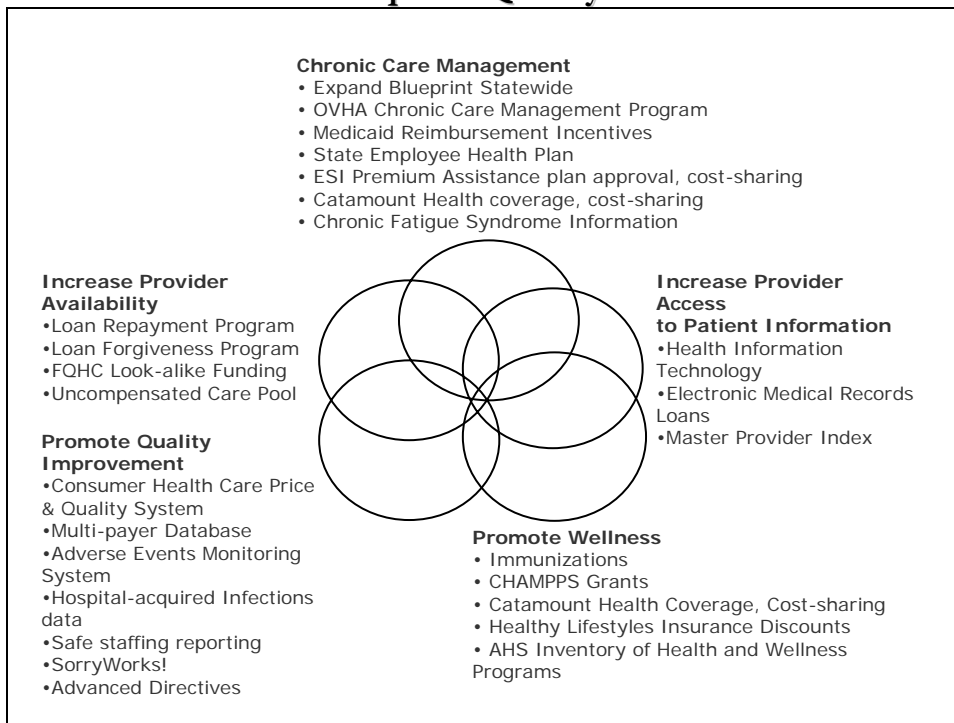 Chronic Care Management
• Expand Blueprint Statewide
• OVHA Chronic Care Management Program
• Medicaid Reimbursement Incentives
• State Employee Health Plan
• ESI Premium Assistance plan approval, cost-sharing
• Catamount Health coverage, cost-sharing
• Chronic Fatigue Syndrome Information
Increase Provider
Availability
•Loan Repayment Program
•Loan Forgiveness Program
•FQHC Look-alike Funding
•Uncompensated Care Pool
Increase Provider
Access
to Patient Information
•Health Information
Technology
•Electronic Medical Records
Loans
•Master Provider Index
Promote Quality
Improvement
•Consumer Health Care Price
& Quality System
•Multi-payer Database
•Adverse Events Monitoring
System
•Hospital-acquired Infections
data
•Safe staffing reporting
•SorryWorks!
•Advanced Directives
Promote Wellness
• Immunizations
• CHAMPPS Grants
• Catamount Health Coverage, Cost-sharing
• Healthy Lifestyles Insurance Discounts
• AHS Inventory of Health and Wellness
Programs